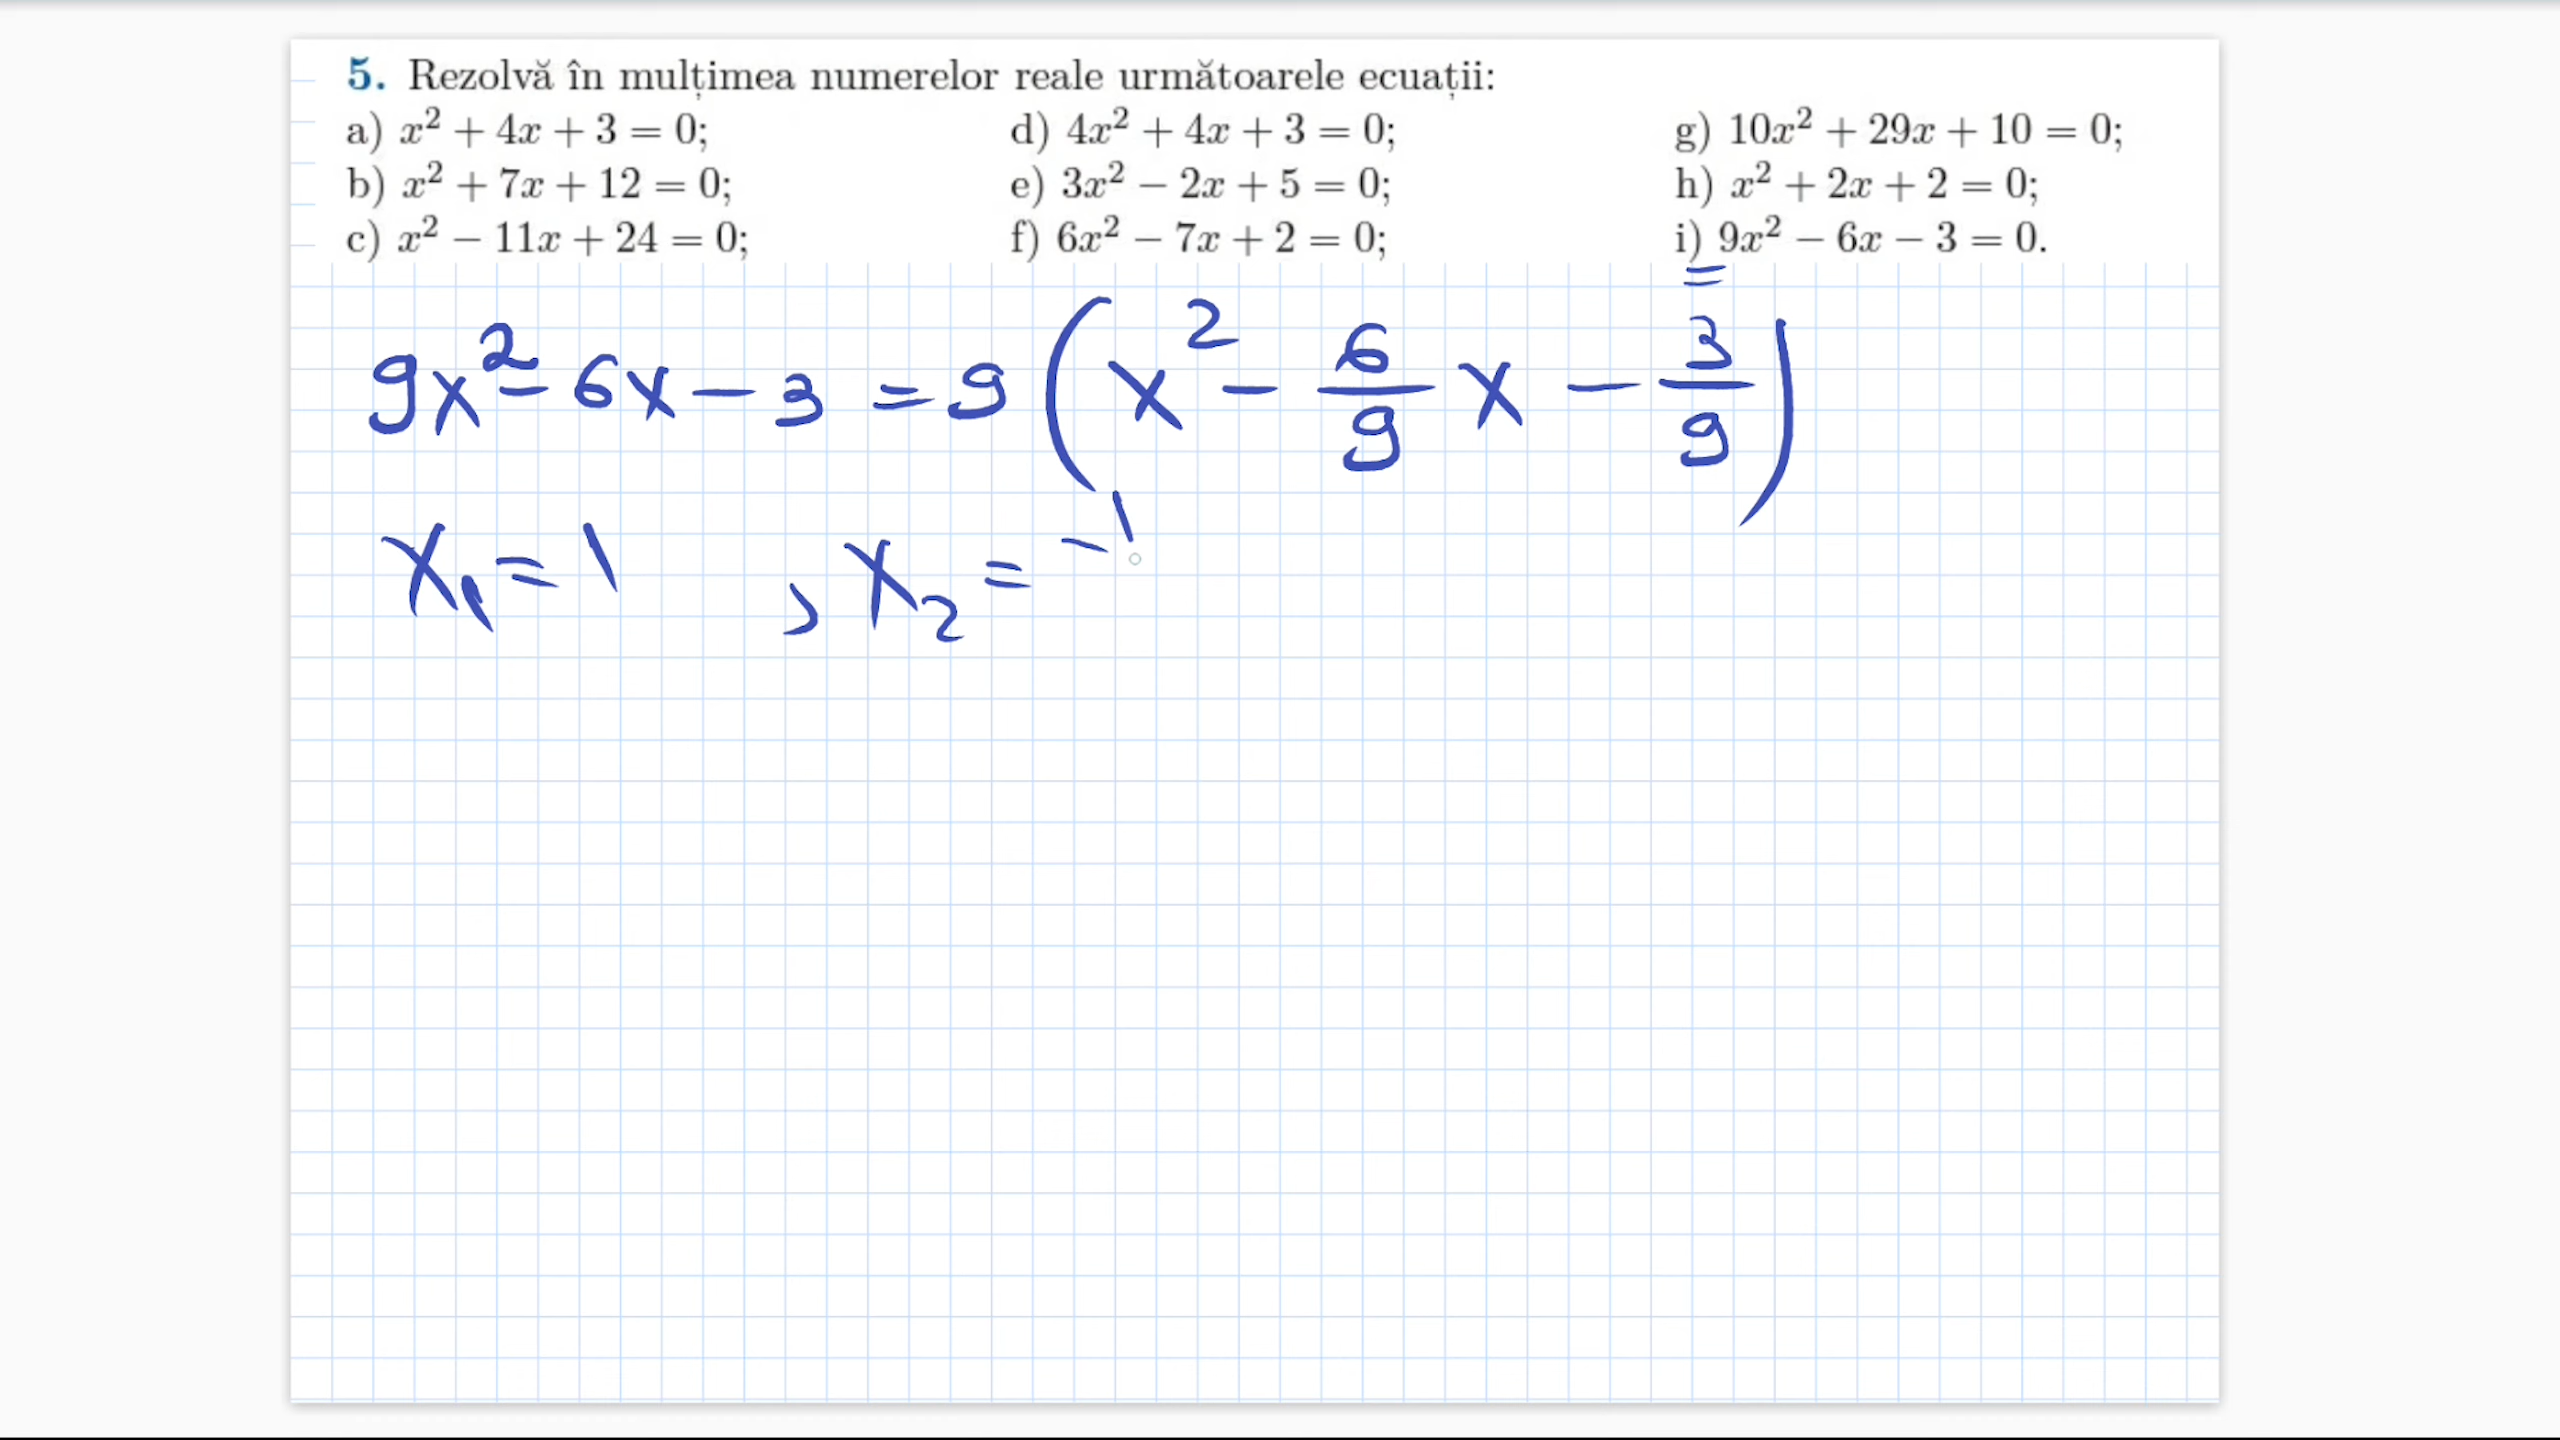 5. Rezolvă în mulțimea numerelor reale următoarele ecuații:
a) x² + 4x + 3 = 0; d) 4x² + 4x + 3 = 0; g) 10x² + 29x + 10 = 0;
b) x² + 7x + 12 = 0; e) 3x² − 2x + 5 = 0; h) x² + 2x + 2 = 0;
c) x² − 11x + 24 = 0; f) 6x² − 7x + 2 = 0; i) 9x² − 6x − 3 = 0.
9x² − 6x − 3 = 9 (x² − 6/9 x − 3/9)
x₁ = 1 , x₂ = −1